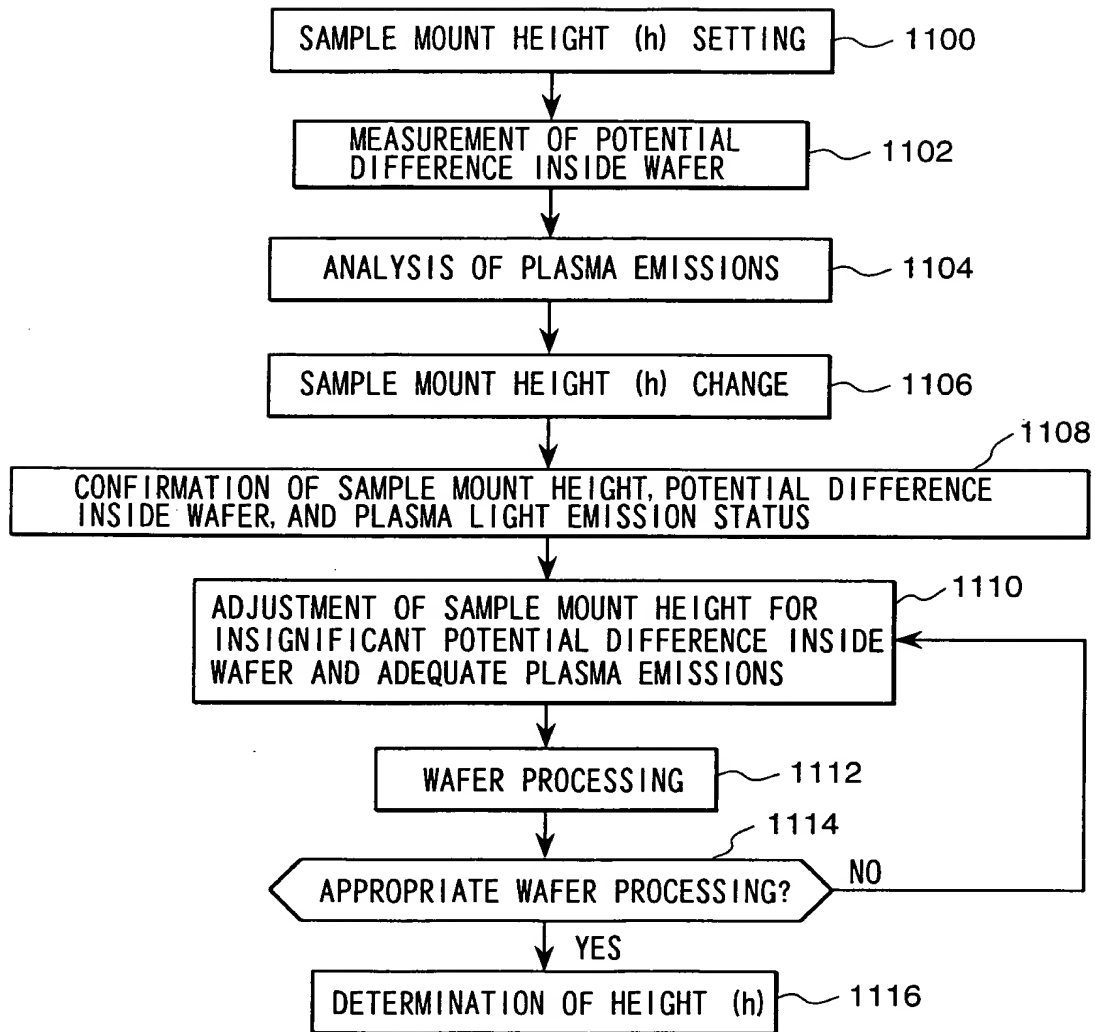 SAMPLE MOUNT HEIGHT (h) SETTING
1100
MEASUREMENT OF POTENTIAL
DIFFERENCE INSIDE WAFER
1102
ANALYSIS OF PLASMA EMISSIONS
1104
SAMPLE MOUNT HEIGHT (h) CHANGE
1106
1108
CONFIRMATION OF SAMPLE MOUNT HEIGHT, POTENTIAL DIFFERENCE
INSIDE WAFER, AND PLASMA LIGHT EMISSION STATUS
1110
ADJUSTMENT OF SAMPLE MOUNT HEIGHT FOR
INSIGNIFICANT POTENTIAL DIFFERENCE INSIDE
WAFER AND ADEQUATE PLASMA EMISSIONS
WAFER PROCESSING
1112
1114
APPROPRIATE WAFER PROCESSING?
NO
YES
DETERMINATION OF HEIGHT (h)
1116